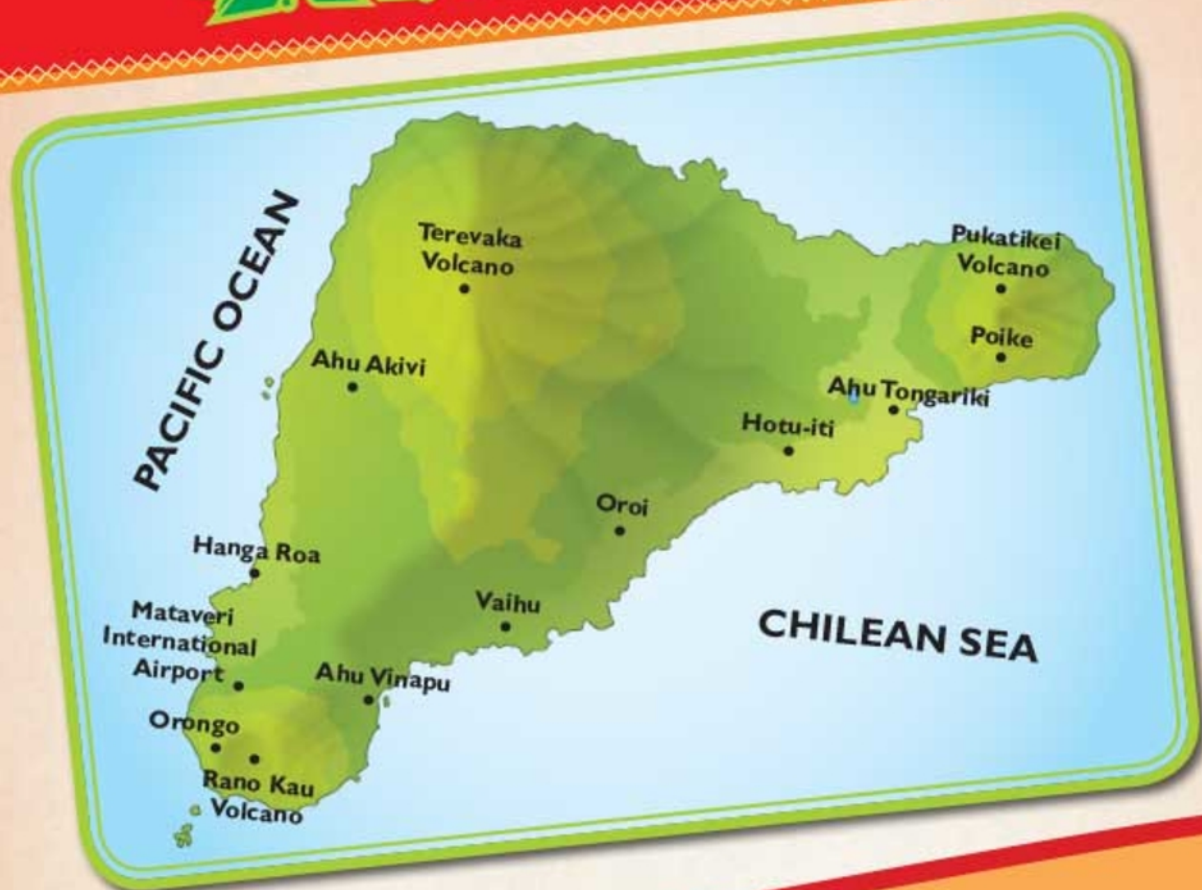 PACIFIC OCEAN
Terevaka
Volcano
Pukatikei
Volcano
Poike
Ahu Akivi
Ahu Tongariki
Hotu-iti
Oroi
Hanga Roa
Vaihu
Mataveri
International
Airport
Ahu Vinapu
CHILEAN SEA
Orongo
Rano Kau
Volcano